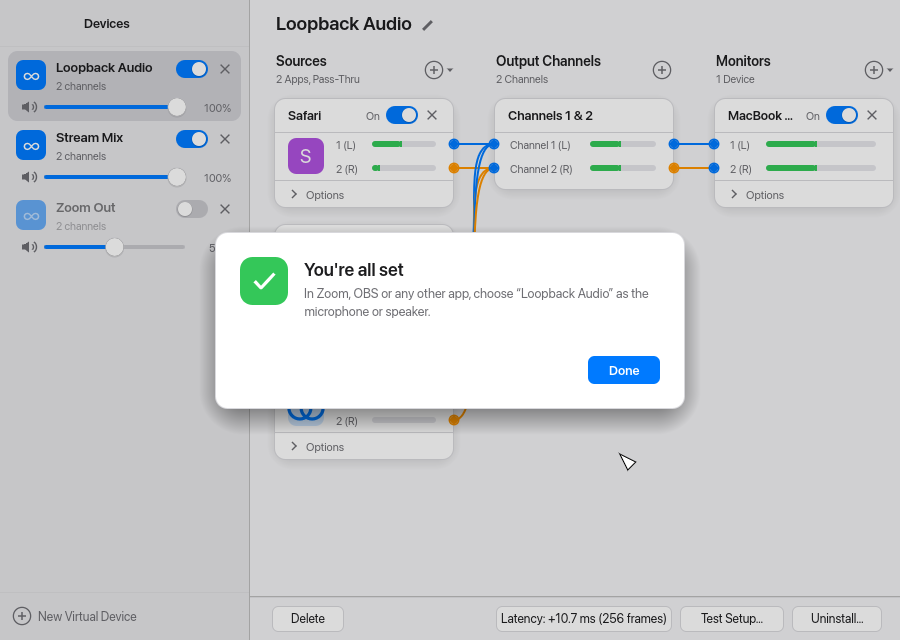 Devices
Loopback Audio
2 channels
100%
Stream Mix
2 channels
100%
Zoom Out
2 channels
5
New Virtual Device
Loopback Audio
Sources
2 Apps, Pass-Thru
Output Channels
2 Channels
Monitors
1 Device
Safari
On
S
1 (L)
2 (R)
Options
Channels 1 & 2
Channel 1 (L)
Channel 2 (R)
MacBook ...
On
1 (L)
2 (R)
Options
You're all set
In Zoom, OBS or any other app, choose “Loopback Audio” as the
microphone or speaker.
Done
2 (R)
Options
Delete
Latency: +10.7 ms (256 frames)
Test Setup...
Uninstall...